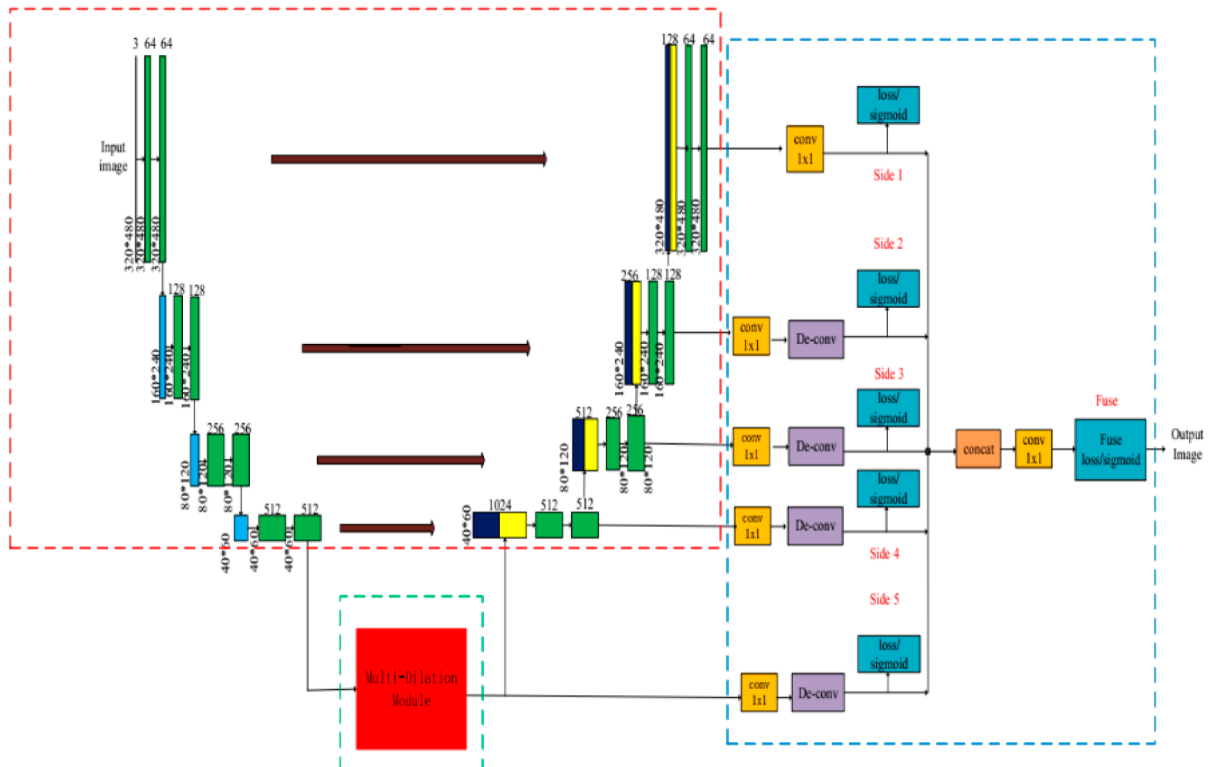 3 64 64
Input
image
320*480
320*480
320*480
128 128
160*240
160*240
160*240
256 256
80*120
80*120
80*120
512 512
40*60
40*60
40*60
Multi-Dilation
Module
1024 512 512
40*60
512 256 256
80*120
80*120
80*120
256 128 128
160*240
160*240
160*240
128 64 64
320*480
320*480
320*480
conv
1x1
loss/
sigmoid
Side 1
Side 2
conv
1x1
De-conv
loss/
sigmoid
Side 3
conv
1x1
De-conv
loss/
sigmoid
conv
1x1
De-conv
loss/
sigmoid
Side 4
Side 5
conv
1x1
De-conv
loss/
sigmoid
concat
conv
1x1
Fuse
Fuse
loss/sigmoid
Output
Image